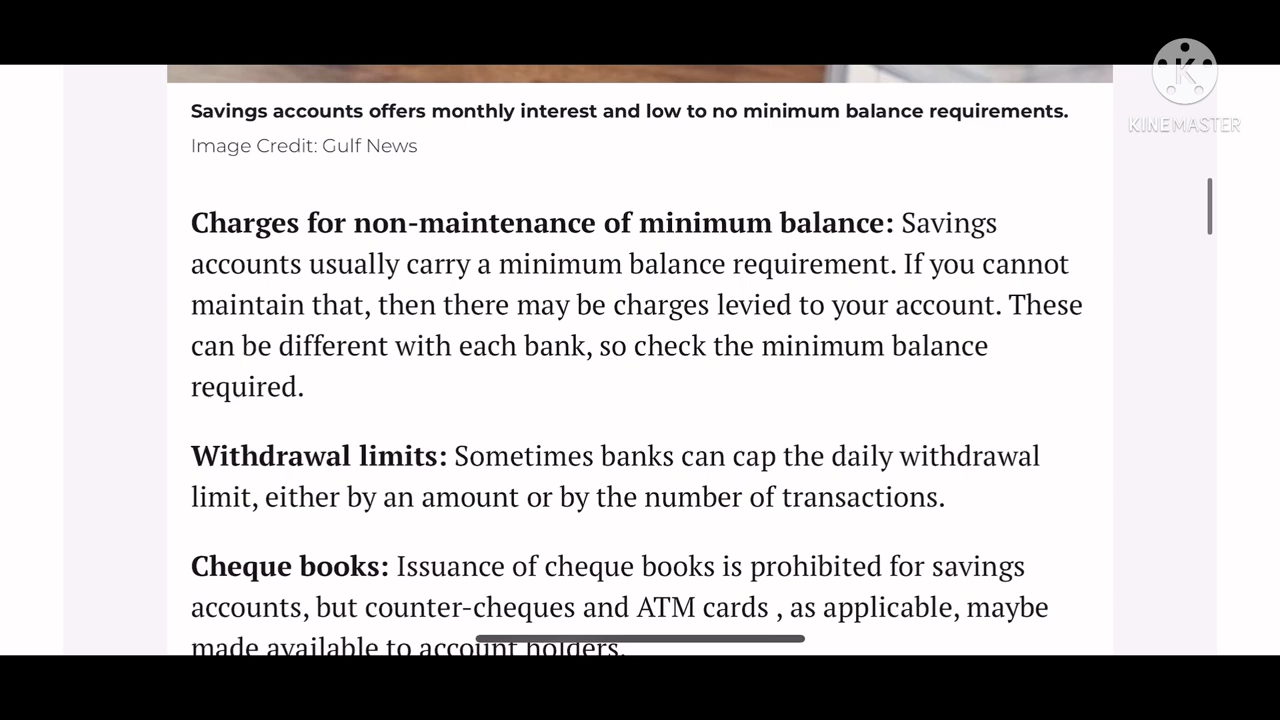 Savings accounts offers monthly interest and low to no minimum balance requirements.
Image Credit: Gulf News
KINEMASTER
Charges for non-maintenance of minimum balance: Savings
accounts usually carry a minimum balance requirement. If you cannot
maintain that, then there may be charges levied to your account. These
can be different with each bank, so check the minimum balance
required.
Withdrawal limits: Sometimes banks can cap the daily withdrawal
limit, either by an amount or by the number of transactions.
Cheque books: Issuance of cheque books is prohibited for savings
accounts, but counter-cheques and ATM cards , as applicable, maybe
made available to account holders.